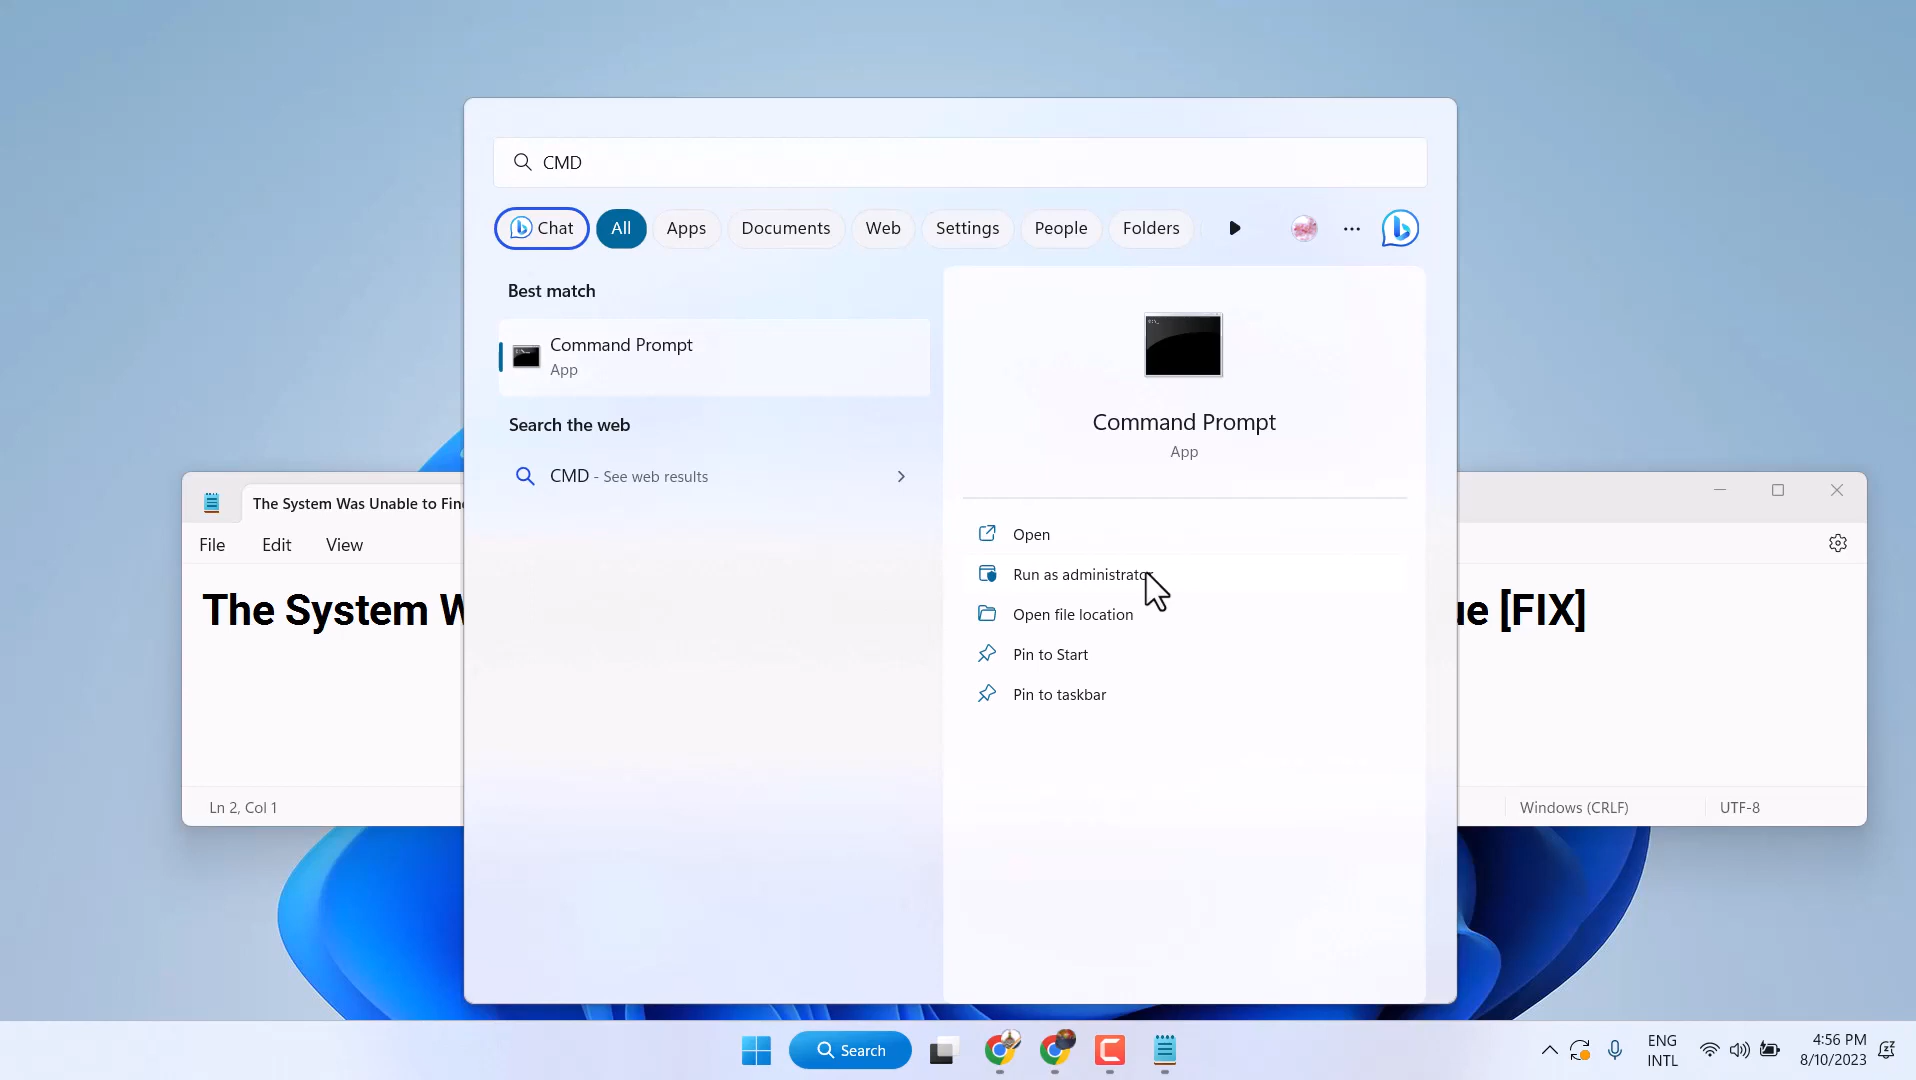 CMD
Chat
All
Apps
Documents
Web
Settings
People
Folders
Best match
Command Prompt
App
Search the web
CMD - See web results
Command Prompt
App
Open
Run as administrator
Open file location
Pin to Start
Pin to taskbar
The System Was Unable to Fin
File
Edit
View
The System W
ue [FIX]
Ln 2, Col 1
Windows (CRLF)
UTF-8
Search
ENG
INTL
4:56 PM
8/10/2023